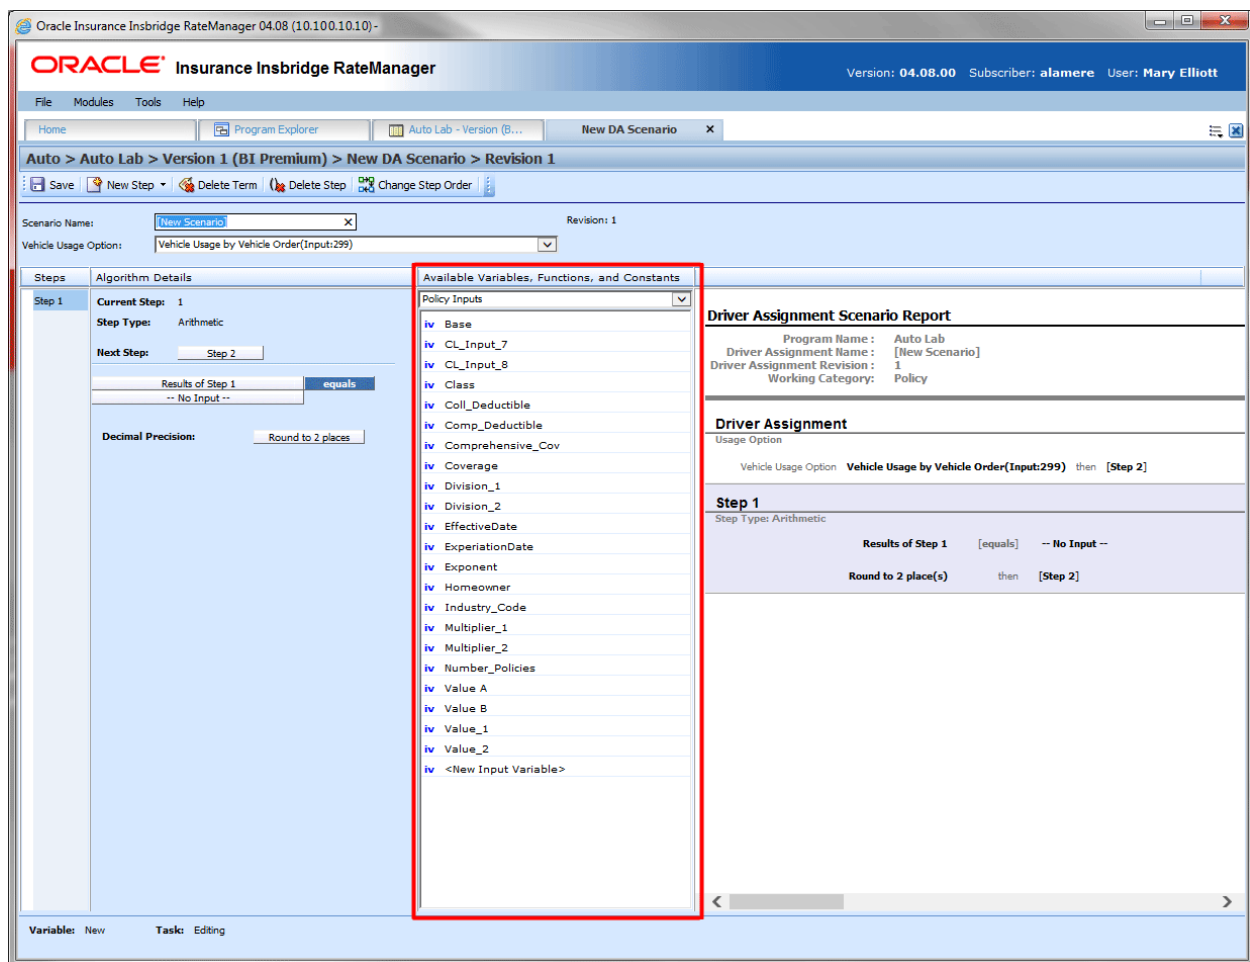 Oracle Insurance Insbridge RateManager 04.08 (10.100.10.10) -
ORACLE Insurance Insbridge RateManager
Version: 04.08.00 Subscriber: alamere User: Mary Elliott
File Modules Tools Help
Home Program Explorer Auto Lab - Version (B... New DA Scenario
Auto > Auto Lab > Version 1 (BI Premium) > New DA Scenario > Revision 1
Save New Step Delete Term Delete Step Change Step Order
Scenario Name: [New Scenario] Revision: 1
Vehicle Usage Option: Vehicle Usage by Vehicle Order(Input:299)
Steps Algorithm Details Available Variables, Functions, and Constants
Step 1
Current Step: 1
Step Type: Arithmetic
Next Step: Step 2
Results of Step 1 equals
-- No Input --
Decimal Precision: Round to 2 places
Policy Inputs
iv Base
iv CL_Input_7
iv CL_Input_8
iv Class
iv Coll_Deductible
iv Comp_Deductible
iv Comprehensive_Cov
iv Coverage
iv Division_1
iv Division_2
iv EffectiveDate
iv ExperiationDate
iv Exponent
iv Homeowner
iv Industry_Code
iv Multiplier_1
iv Multiplier_2
iv Number_Policies
iv Value A
iv Value B
iv Value_1
iv Value_2
iv <New Input Variable>
Driver Assignment Scenario Report
Program Name : Auto Lab
Driver Assignment Name : [New Scenario]
Driver Assignment Revision : 1
Working Category: Policy
Driver Assignment
Usage Option
Vehicle Usage Option Vehicle Usage by Vehicle Order(Input:299) then [Step 2]
Step 1
Step Type: Arithmetic
Results of Step 1 [equals] -- No Input --
Round to 2 place(s) then [Step 2]
Variable: New Task: Editing